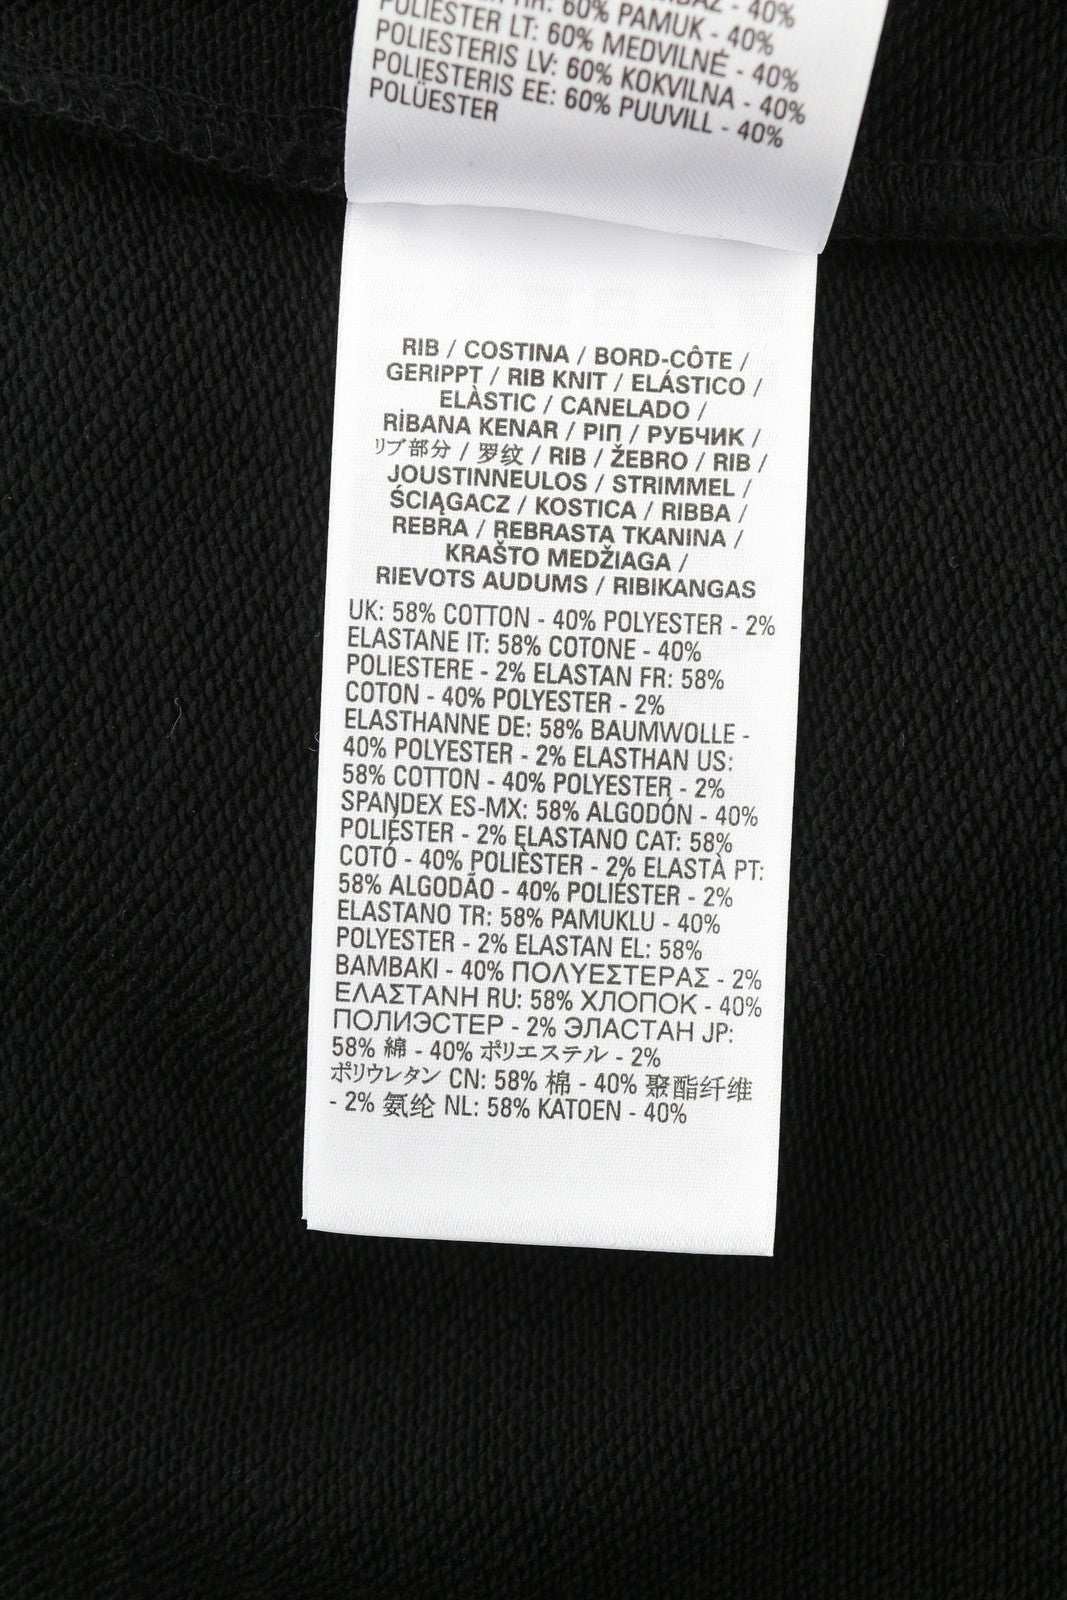 - 40%
HR: 60% PAMUK - 40%
POLIESTER LT: 60% MEDVILNĖ - 40%
POLIESTERIS LV: 60% KOKVILNA - 40%
POLIESTERIS EE: 60% PUUVILL - 40%
POLÜESTER
RIB / COSTINA / BORD-CÔTE /
GERIPPT / RIB KNIT / ELÁSTICO /
ELÀSTIC / CANELADO /
RİBANA KENAR / ΡΙΠ / РУБЧИК /
リブ部分 / 罗纹 / RIB / ŽEBRO / RIB /
JOUSTINNEULOS / STRIMMEL /
ŚCIĄGACZ / KOSTICA / RIBBA /
REBRA / REBRASTA TKANINA /
KRAŠTO MEDŽIAGA /
RIEVOTS AUDUMS / RIBIKANGAS
UK: 58% COTTON - 40% POLYESTER - 2%
ELASTANE IT: 58% COTONE - 40%
POLIESTERE - 2% ELASTAN FR: 58%
COTON - 40% POLYESTER - 2%
ELASTHANNE DE: 58% BAUMWOLLE -
40% POLYESTER - 2% ELASTHAN US:
58% COTTON - 40% POLYESTER - 2%
SPANDEX ES-MX: 58% ALGODÓN - 40%
POLIÉSTER - 2% ELASTANO CAT: 58%
COTÓ - 40% POLIÈSTER - 2% ELASTÀ PT:
58% ALGODÃO - 40% POLIÉSTER - 2%
ELASTANO TR: 58% PAMUKLU - 40%
POLYESTER - 2% ELASTAN EL: 58%
ΒΑΜΒΑΚΙ - 40% ΠΟΛΥΕΣΤΕΡΑΣ - 2%
ΕΛΑΣΤΑΝΗ RU: 58% ХЛОПОК - 40%
ПОЛИЭСТЕР - 2% ЭЛАСТАН JP:
58% 綿 - 40% ポリエステル - 2%
ポリウレタン CN: 58% 棉 - 40% 聚酯纤维
- 2% 氨纶 NL: 58% KATOEN - 40%